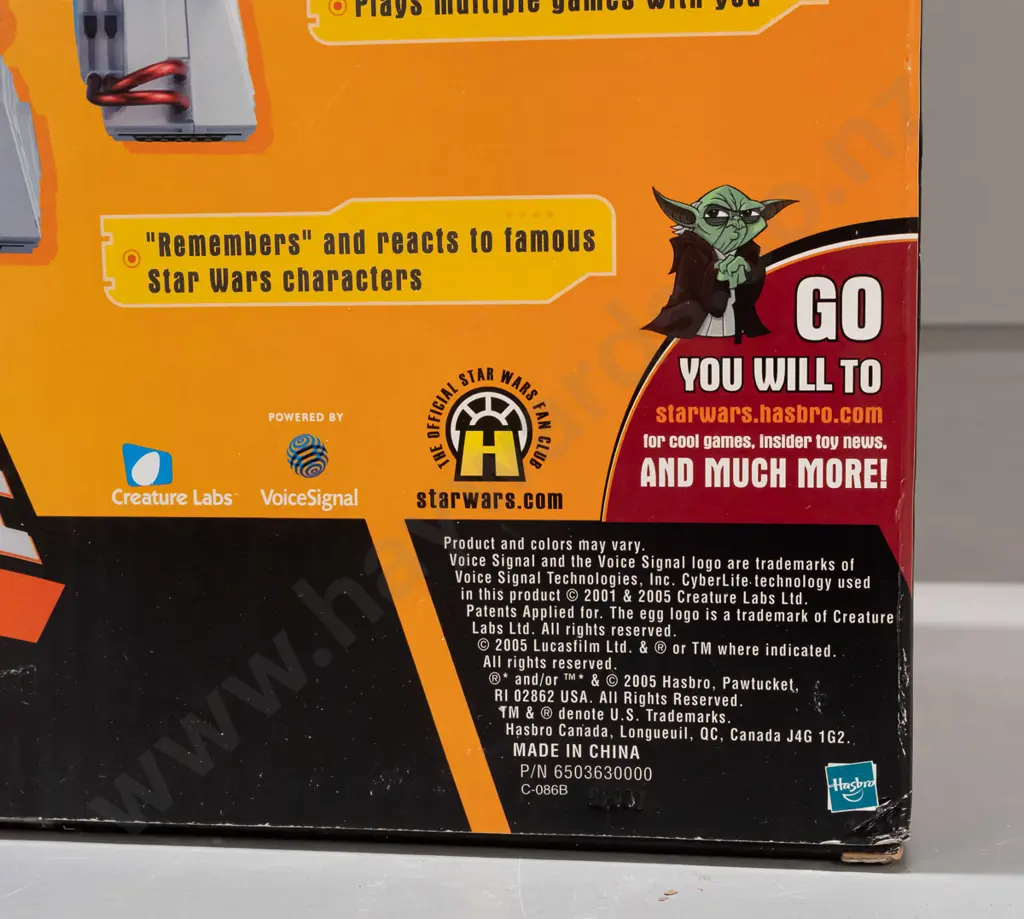 Plays multiple games with you
"Remembers" and reacts to famous
Star Wars characters
GO
YOU WILL TO
starwars.hasbro.com
for cool games, insider toy news,
AND MUCH MORE!
THE OFFICIAL STAR WARS FAN CLUB
H
starwars.com
POWERED BY
VoiceSignal
Creature Labs™
Product and colors may vary.
Voice Signal and the Voice Signal logo are trademarks of
Voice Signal Technologies, Inc. CyberLife technology used
in this product © 2001 & 2005 Creature Labs Ltd.
Patents Applied for. The egg logo is a trademark of Creature
Labs Ltd. All rights reserved.
© 2005 Lucasfilm Ltd. & ® or TM where indicated.
All rights reserved.
®* and/or ™* & © 2005 Hasbro, Pawtucket,
RI 02862 USA. All Rights Reserved.
TM & ® denote U.S. Trademarks.
Hasbro Canada, Longueuil, QC, Canada J4G 1G2.
MADE IN CHINA
P/N 6503630000
C-086B
Hasbro